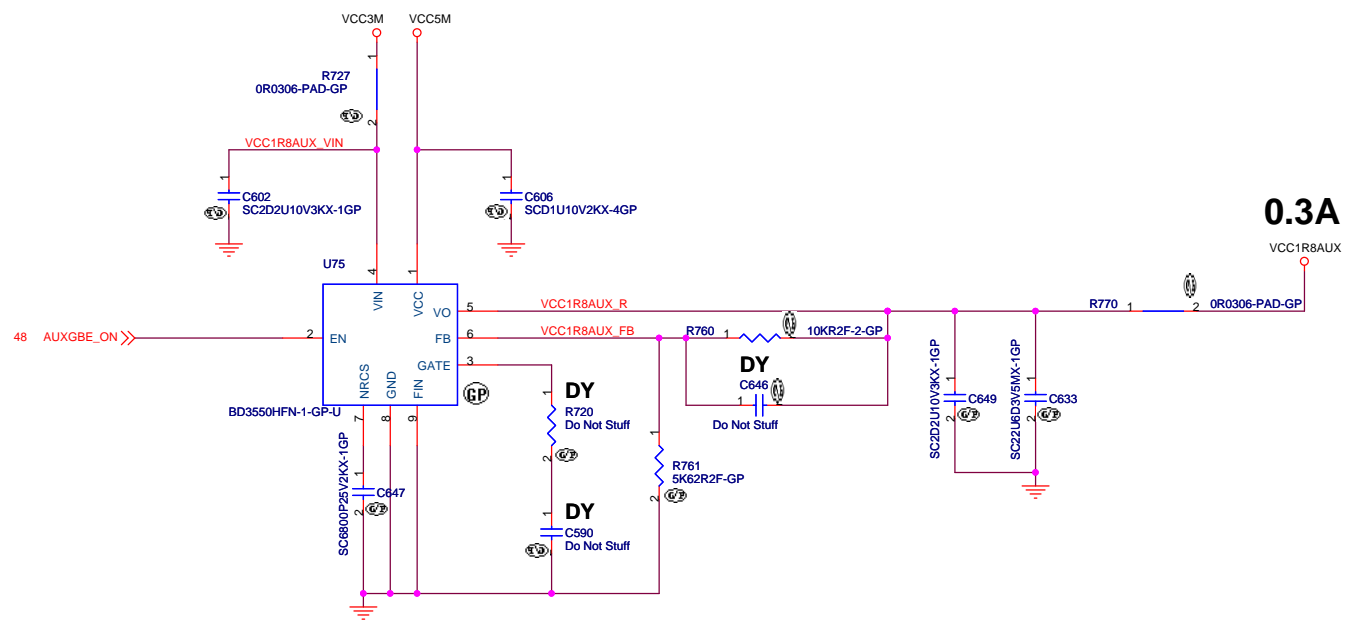 VCC3M VCC5M
1
R727
0R0306-PAD-GP
2
VCC1R8AUX_VIN
1
C602
SC2D2U10V3KX-1GP
2
1
C606
SCD1U10V2KX-4GP
2
0.3A
VCC1R8AUX
U75
4 1
VIN VCC
VO 5 VCC1R8AUX_R
R770 1 2 0R0306-PAD-GP
48 AUXGBE_ON 2 EN
FB 6 VCC1R8AUX_FB
R760 1 2 10KR2F-2-GP
GATE 3
NRCS GND FIN
GP
BD3550HFN-1-GP-U
7 8 9
DY
C646
1
Do Not Stuff
DY
1
R720
Do Not Stuff
2
SC2D2U10V3KX-1GP
1
C649
2
SC22U6D3V5MX-1GP
1
C633
2
1
R761
5K62R2F-GP
2
SC6800P25V2KX-1GP
1
C647
2
DY
1
C590
Do Not Stuff
2